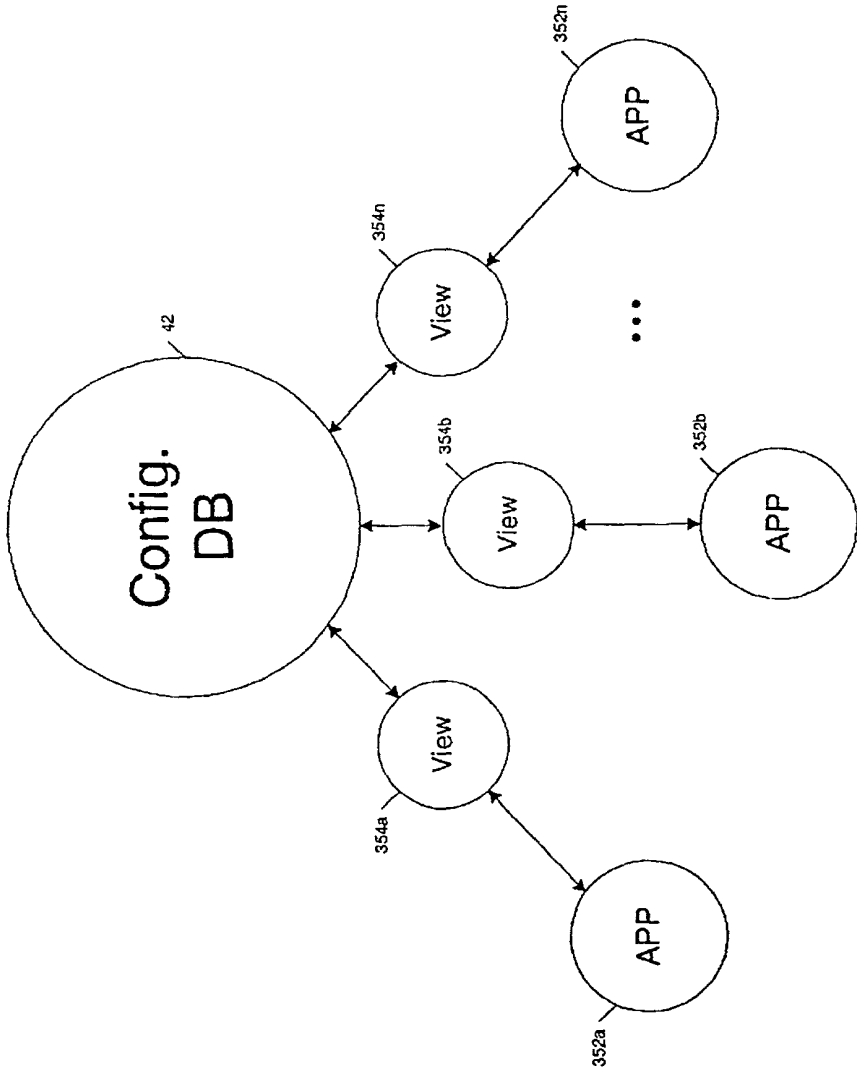 42
Config.
DB
354a
View
354b
View
354n
View
352a
APP
352b
APP
...
352n
APP